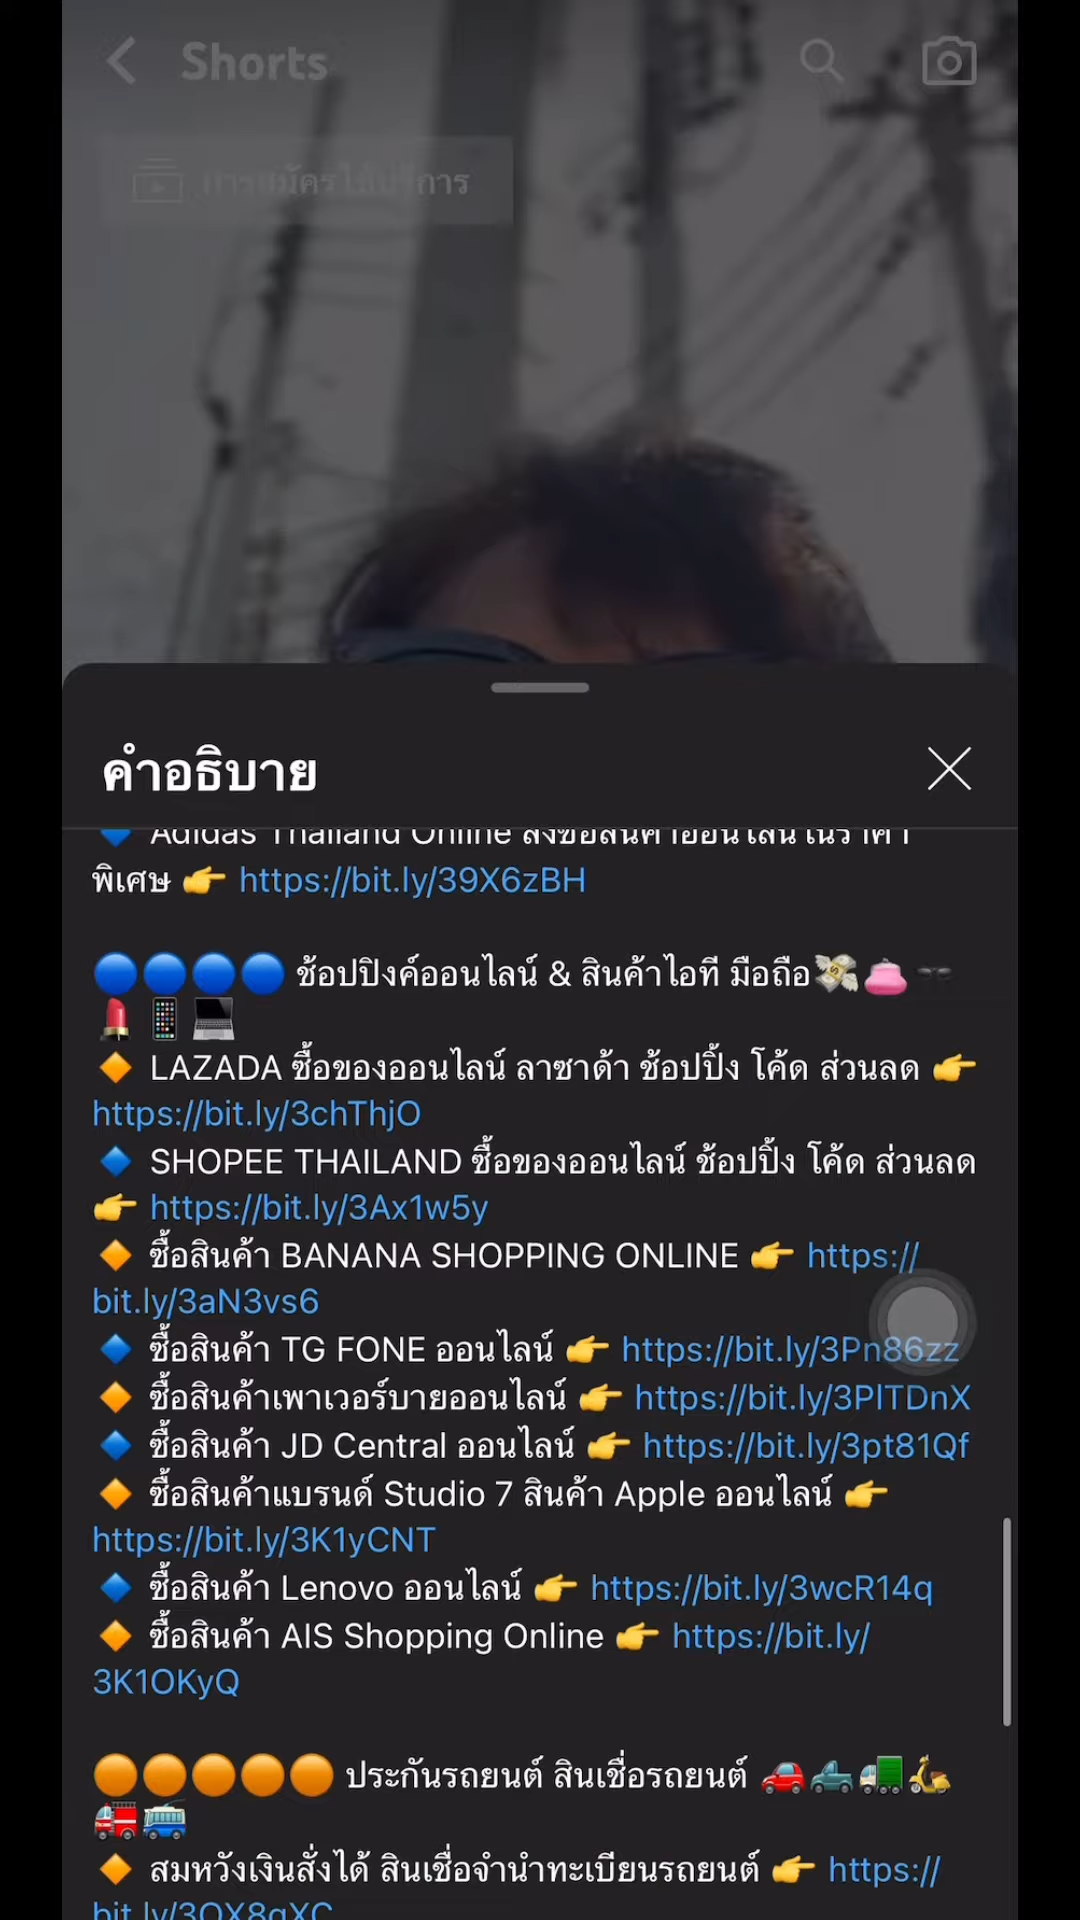 Shorts
การสมัครใช้บริการ
คำอธิบาย
🔷 Adidas Thailand Online สั่งซื้อสินค้าออนไลน์ในราคา
พิเศษ 👉 https://bit.ly/39X6zBH
🔵🔵🔵🔵 ช้อปปิงค์ออนไลน์ & สินค้าไอที มือถือ💸👛🕶
💄📱💻
🔶 LAZADA ซื้อของออนไลน์ ลาซาด้า ช้อปปิ้ง โค้ด ส่วนลด 👉
https://bit.ly/3chThjO
🔷 SHOPEE THAILAND ซื้อของออนไลน์ ช้อปปิ้ง โค้ด ส่วนลด
👉 https://bit.ly/3Ax1w5y
🔶 ซื้อสินค้า BANANA SHOPPING ONLINE 👉 https://
bit.ly/3aN3vs6
🔷 ซื้อสินค้า TG FONE ออนไลน์ 👉 https://bit.ly/3Pn86zz
🔶 ซื้อสินค้าเพาเวอร์บายออนไลน์ 👉 https://bit.ly/3PlTDnX
🔷 ซื้อสินค้า JD Central ออนไลน์ 👉 https://bit.ly/3pt81Qf
🔶 ซื้อสินค้าแบรนด์ Studio 7 สินค้า Apple ออนไลน์ 👉
https://bit.ly/3K1yCNT
🔷 ซื้อสินค้า Lenovo ออนไลน์ 👉 https://bit.ly/3wcR14q
🔶 ซื้อสินค้า AIS Shopping Online 👉 https://bit.ly/
3K1OKyQ
🟠🟠🟠🟠🟠 ประกันรถยนต์ สินเชื่อรถยนต์ 🚗🛻🚛🛵
🚒🚎
🔶 สมหวังเงินสั่งได้ สินเชื่อจำนำทะเบียนรถยนต์ 👉 https://